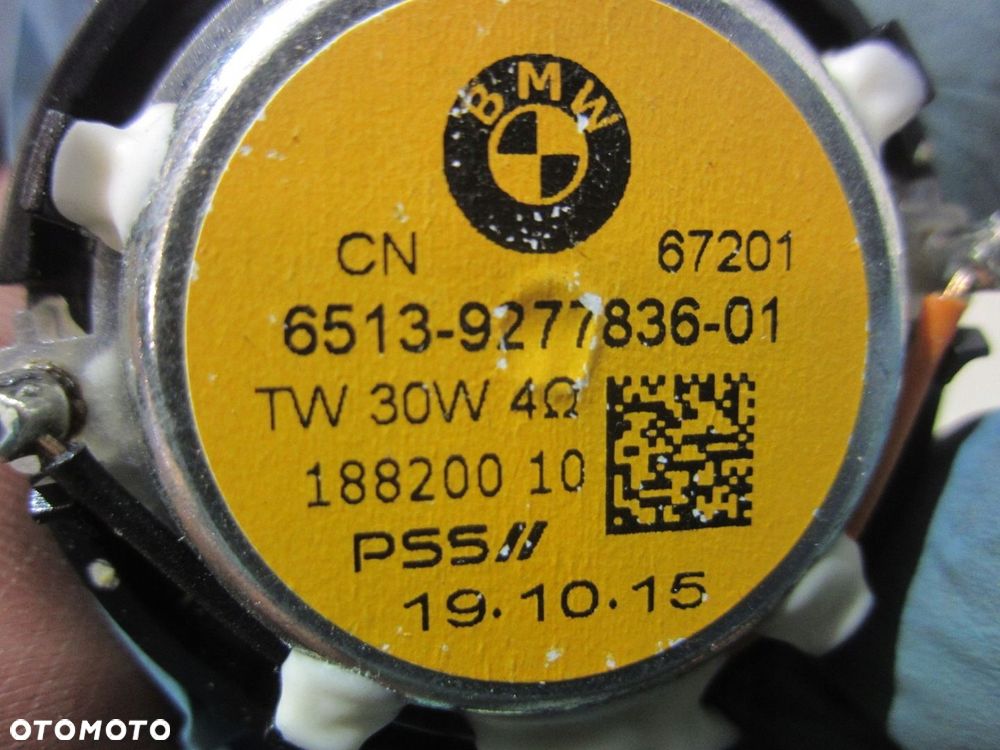 BMW
CN 67201
6513-9277836-01
TW 30W 4Ω
188200 10
PSS//
19.10.15
OTOMOTO